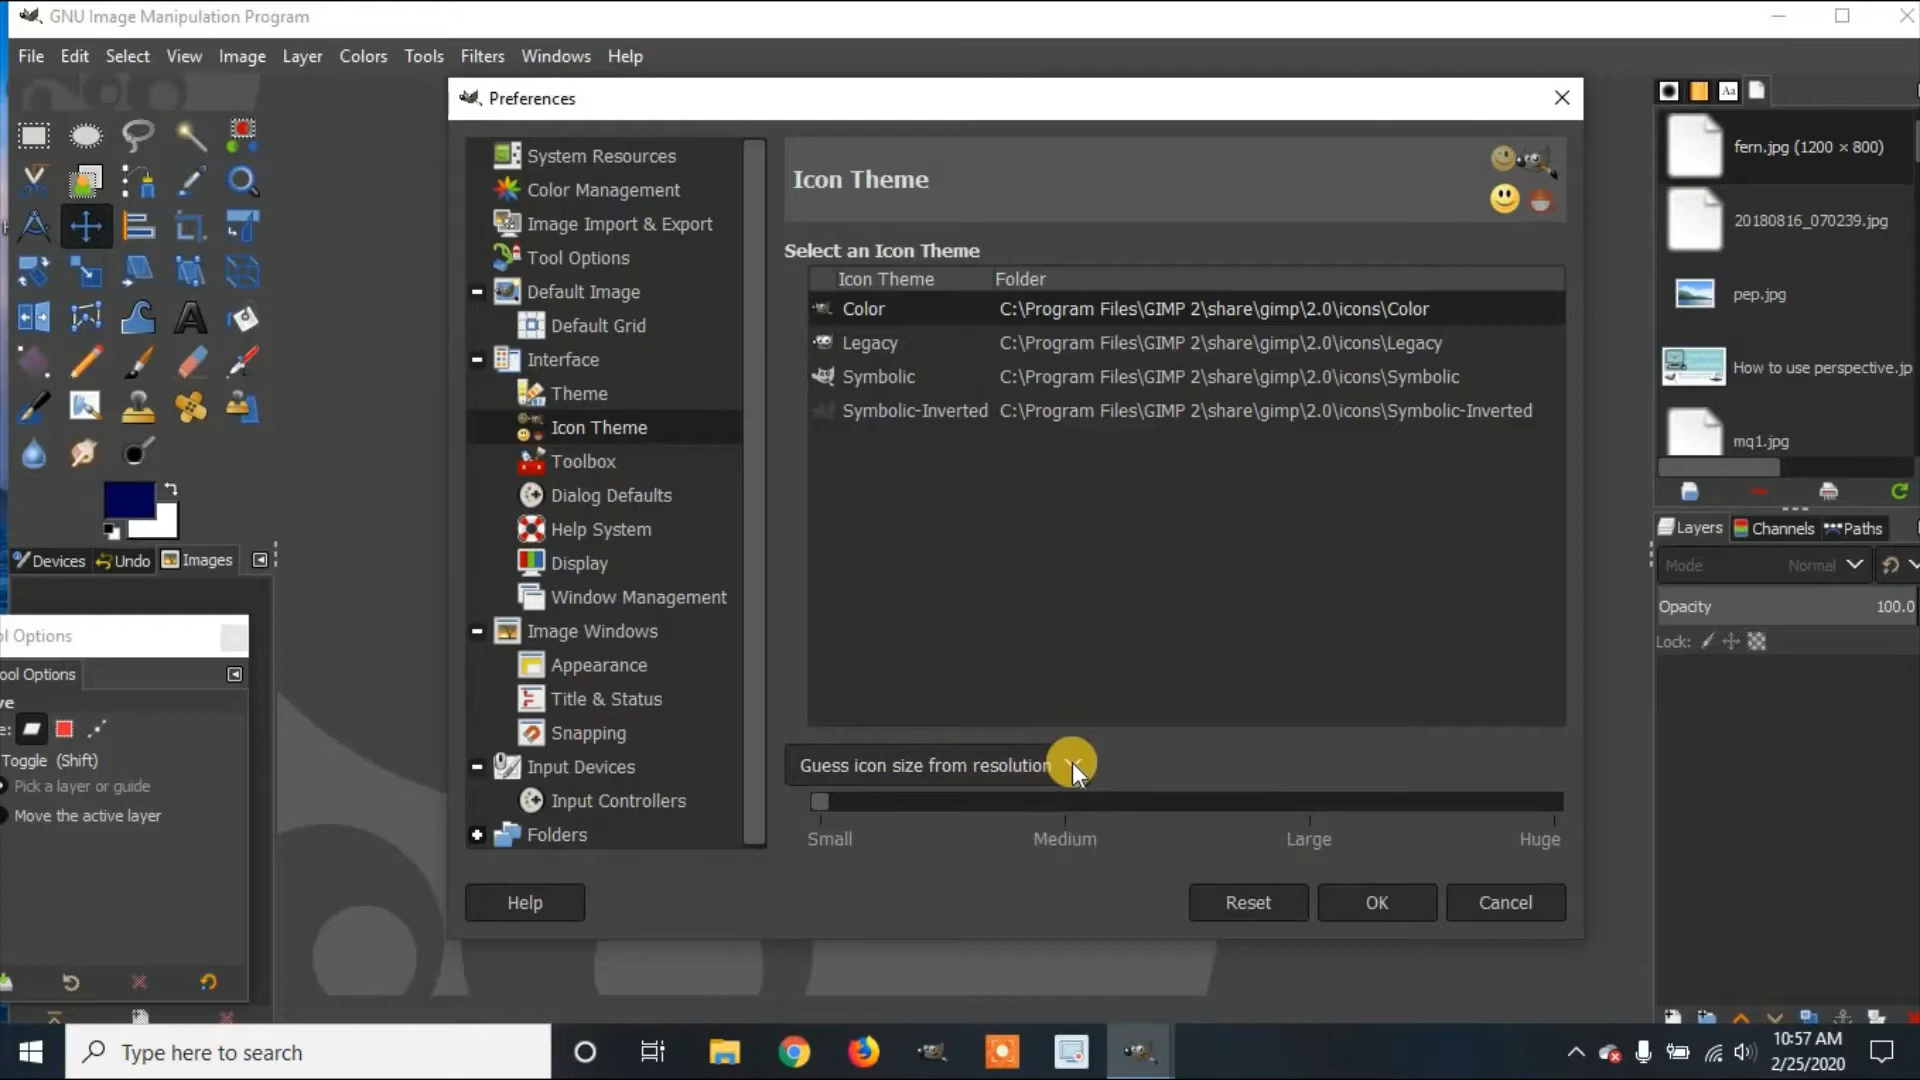 GNU Image Manipulation Program
File Edit Select View Image Layer Colors Tools Filters Windows Help
Preferences
System Resources
Color Management
Image Import & Export
Tool Options
Default Image
Default Grid
Interface
Theme
Icon Theme
Toolbox
Dialog Defaults
Help System
Display
Window Management
Image Windows
Appearance
Title & Status
Snapping
Input Devices
Input Controllers
Folders
Icon Theme
Select an Icon Theme
Icon Theme Folder
Color C:\Program Files\GIMP 2\share\gimp\2.0\icons\Color
Legacy C:\Program Files\GIMP 2\share\gimp\2.0\icons\Legacy
Symbolic C:\Program Files\GIMP 2\share\gimp\2.0\icons\Symbolic
Symbolic-Inverted C:\Program Files\GIMP 2\share\gimp\2.0\icons\Symbolic-Inverted
Guess icon size from resolution
Small Medium Large Huge
Help Reset OK Cancel
Devices Undo Images
ol Options
ool Options
ve
e:
Toggle (Shift)
Pick a layer or guide
Move the active layer
Aa
fern.jpg (1200 × 800)
20180816_070239.jpg
pep.jpg
How to use perspective.jp
mq1.jpg
Layers Channels Paths
Mode Normal
Opacity 100.0
Lock:
Type here to search
10:57 AM
2/25/2020